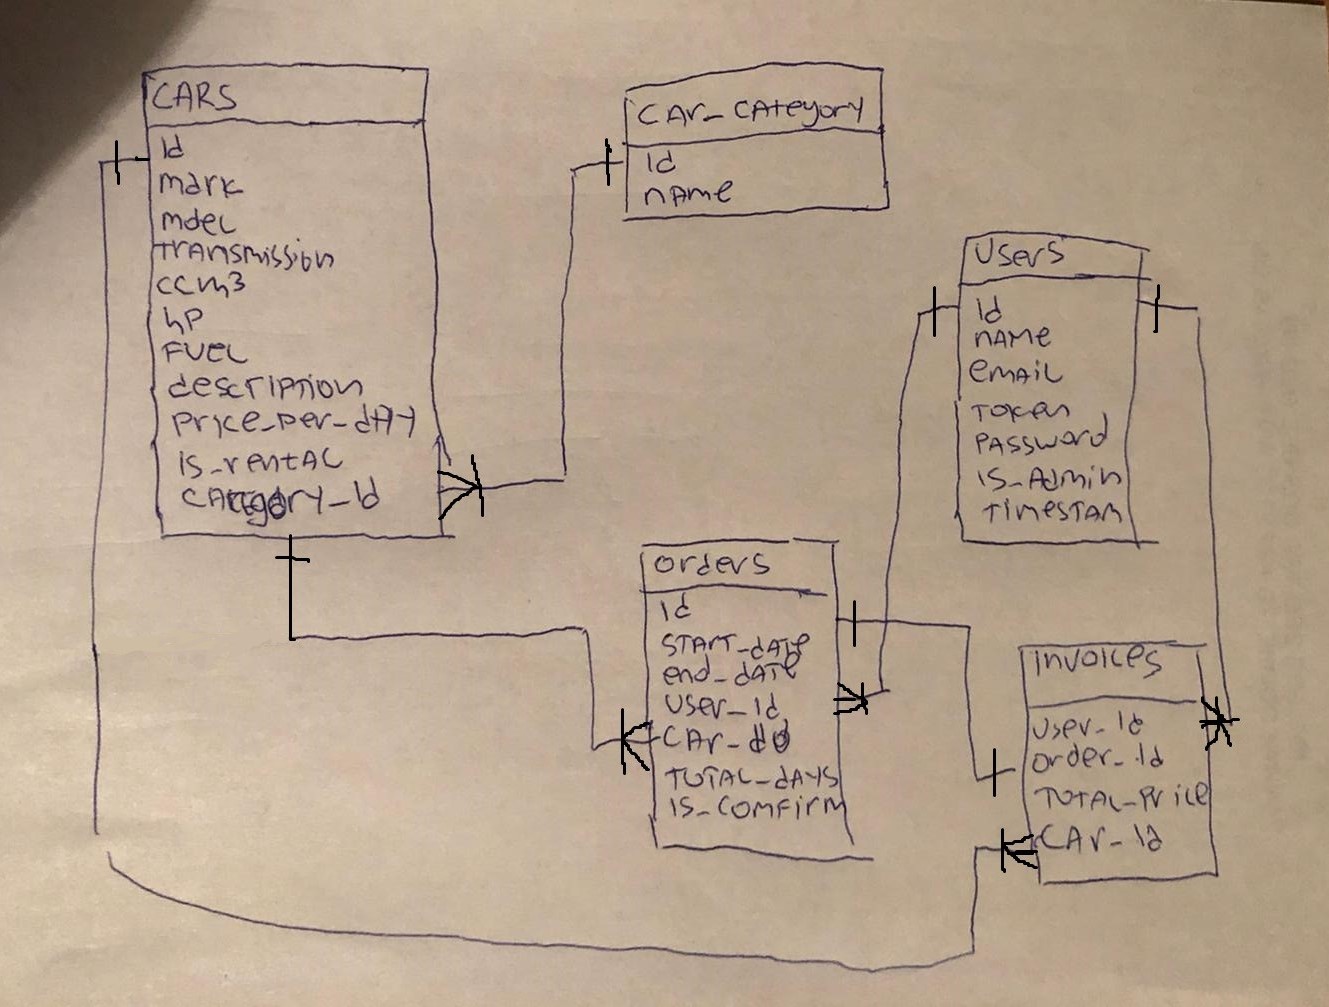 CARS
Id
mark
mdel
TRANSmission
ccm3
hp
FUEL
description
Price_per_dAY
IS_rentAL
CAtegory_Id
CAr_CAtegory
Id
nAme
Users
Id
nAme
emAIL
Token
PASSword
IS_Admin
TimeSTAm
orders
Id
START_dATe
end_dATe
User_Id
CAr_Id
TOTAL_dAYS
IS_COMFirm
Invoices
User_Id
Order_Id
TOTAL_Price
CAr_Id